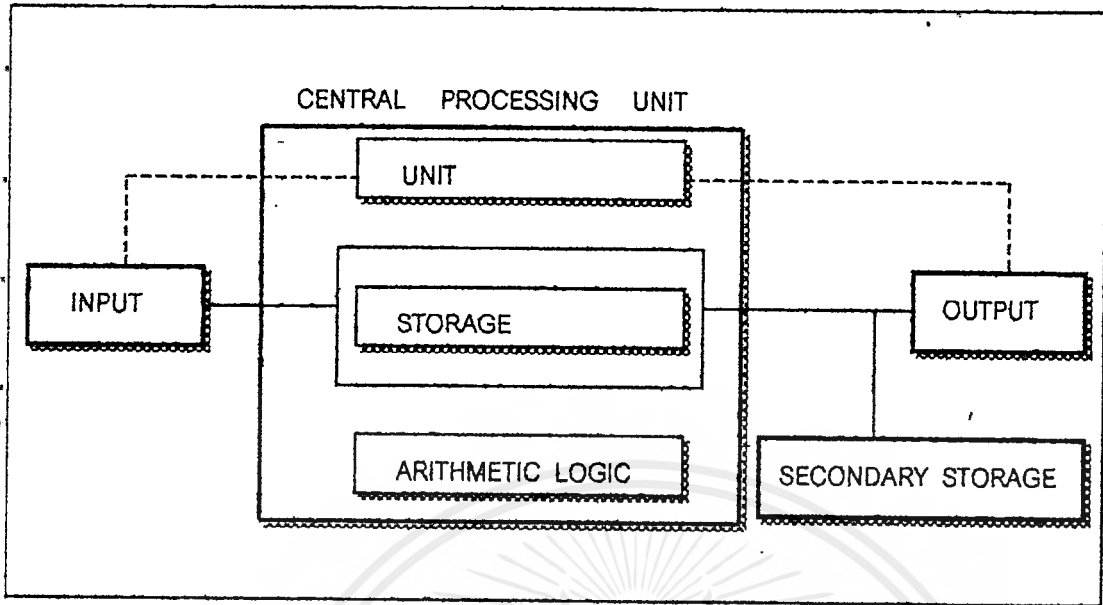 CENTRAL PROCESSING UNIT
UNIT
INPUT
STORAGE
OUTPUT
ARITHMETIC LOGIC
SECONDARY STORAGE